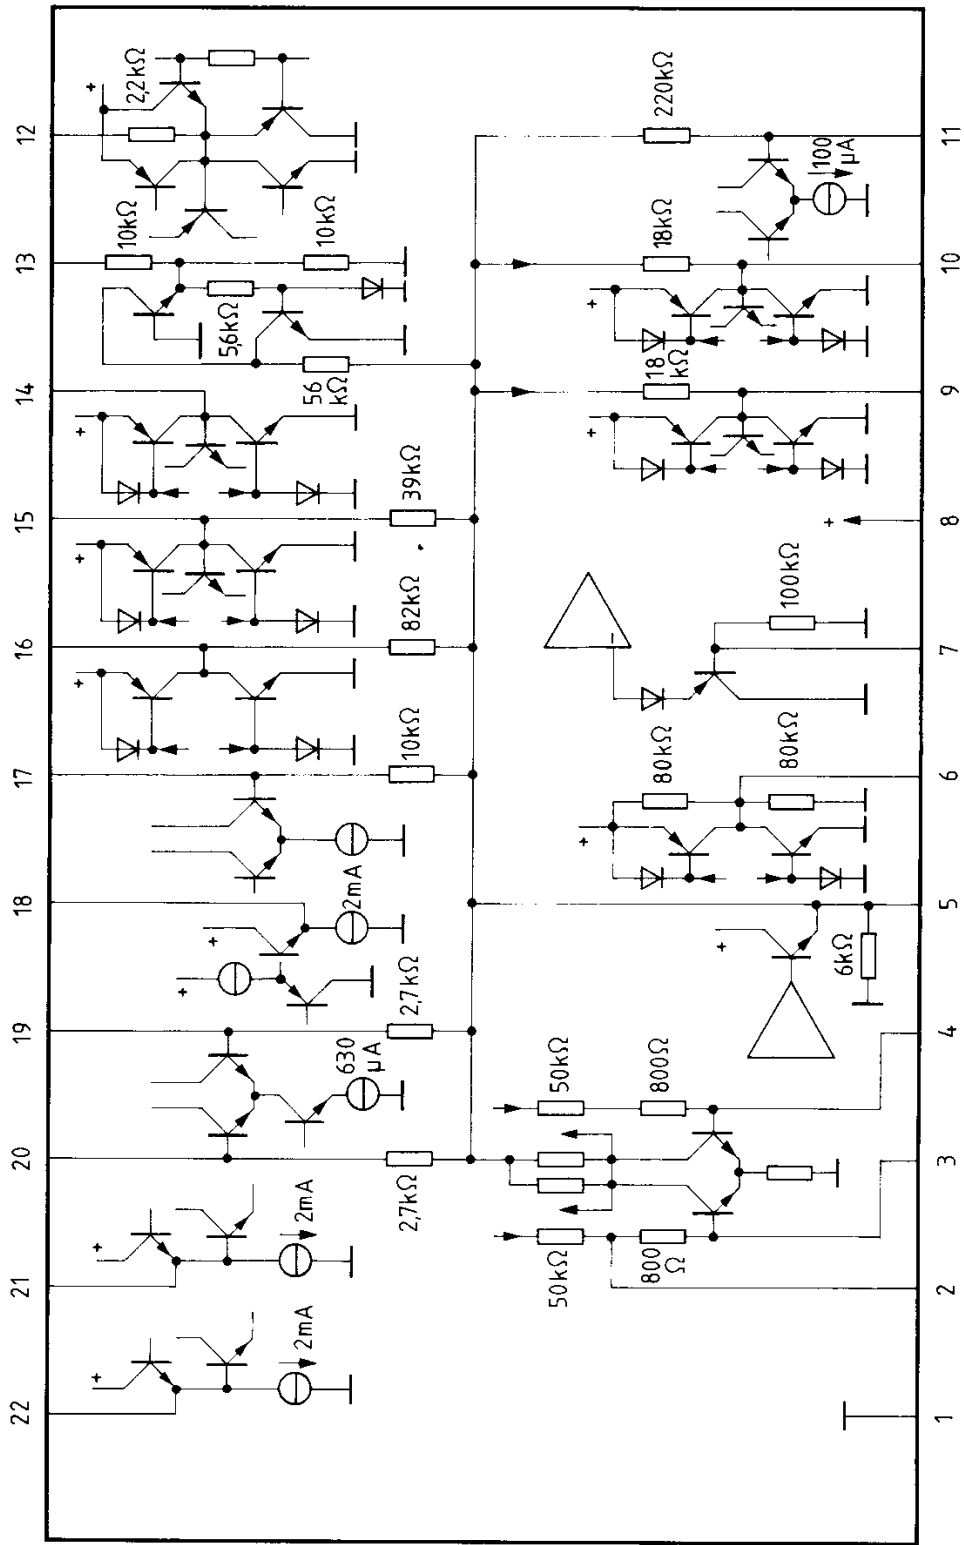 22 21 20 19 18 17 16 15 14 13 12
+
2mA
+
2mA
2,7kΩ
630
µA
2,7kΩ
+
+
2mA
10kΩ
+
82kΩ
+
39kΩ
+
56
kΩ
5,6kΩ
10kΩ
10kΩ
+
2,2kΩ
50kΩ
800
Ω
50kΩ
800Ω
+
6kΩ
+
80kΩ
80kΩ
100kΩ
+
+
18
kΩ
+
18kΩ
220kΩ
100
µA
1 2 3 4 5 6 7 8 9 10 11